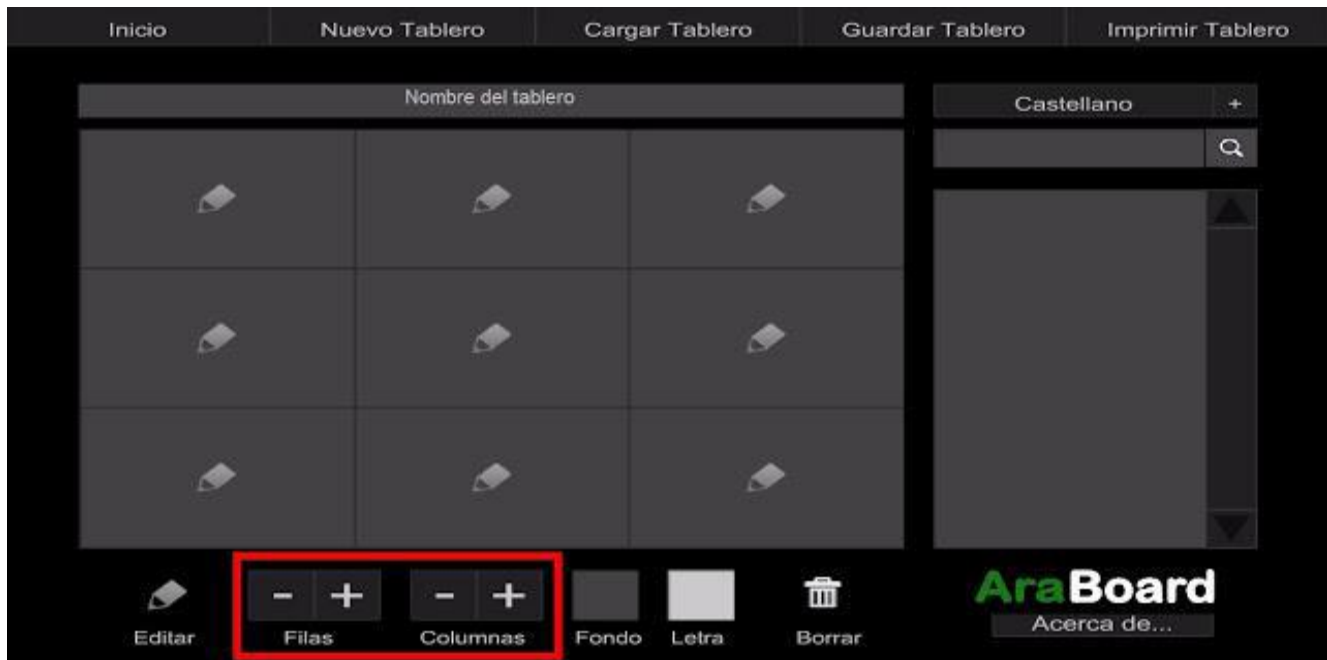 Inicio
Nuevo Tablero
Cargar Tablero
Guardar Tablero
Imprimir Tablero
Nombre del tablero
Castellano +
- + - +
Editar
Filas
Columnas
Fondo
Letra
Borrar
AraBoard
Acerca de...